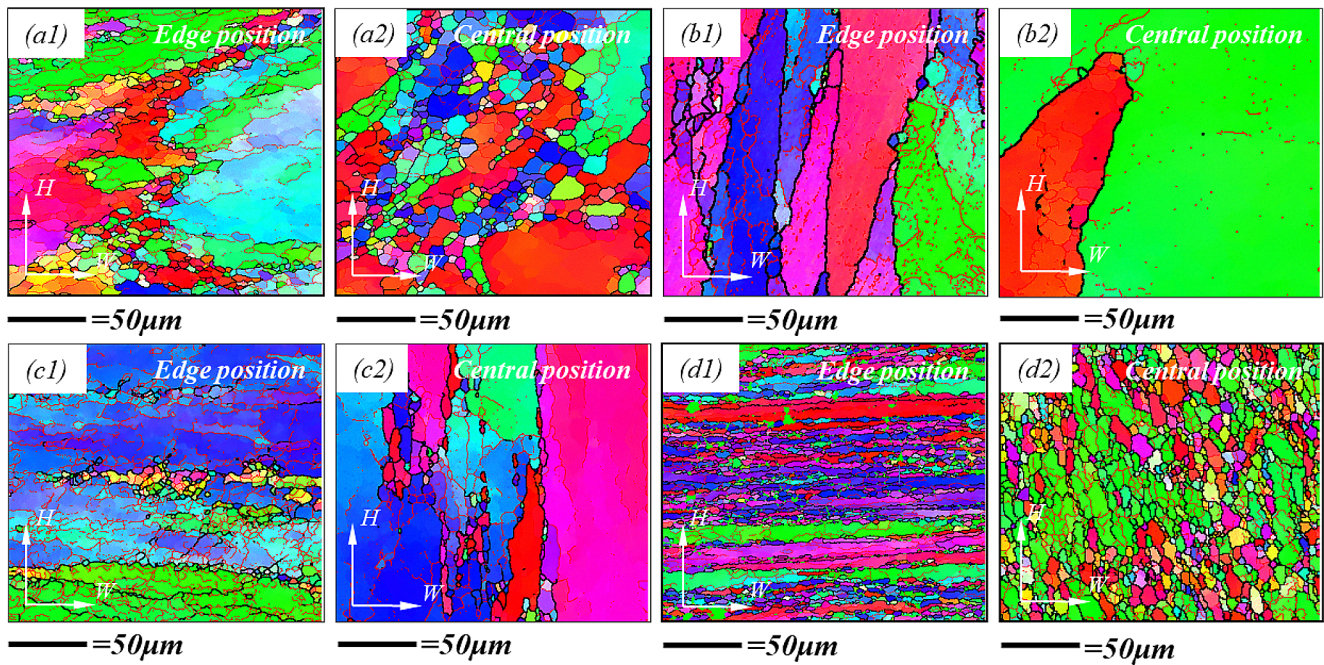 (a1) Edge position
H
W
=50μm
(a2) Central position
H
W
=50μm
(b1) Edge position
H
W
=50μm
(b2) Central position
H
W
=50μm
(c1) Edge position
H
W
=50μm
(c2) Central position
H
W
=50μm
(d1) Edge position
H
W
=50μm
(d2) Central position
H
W
=50μm